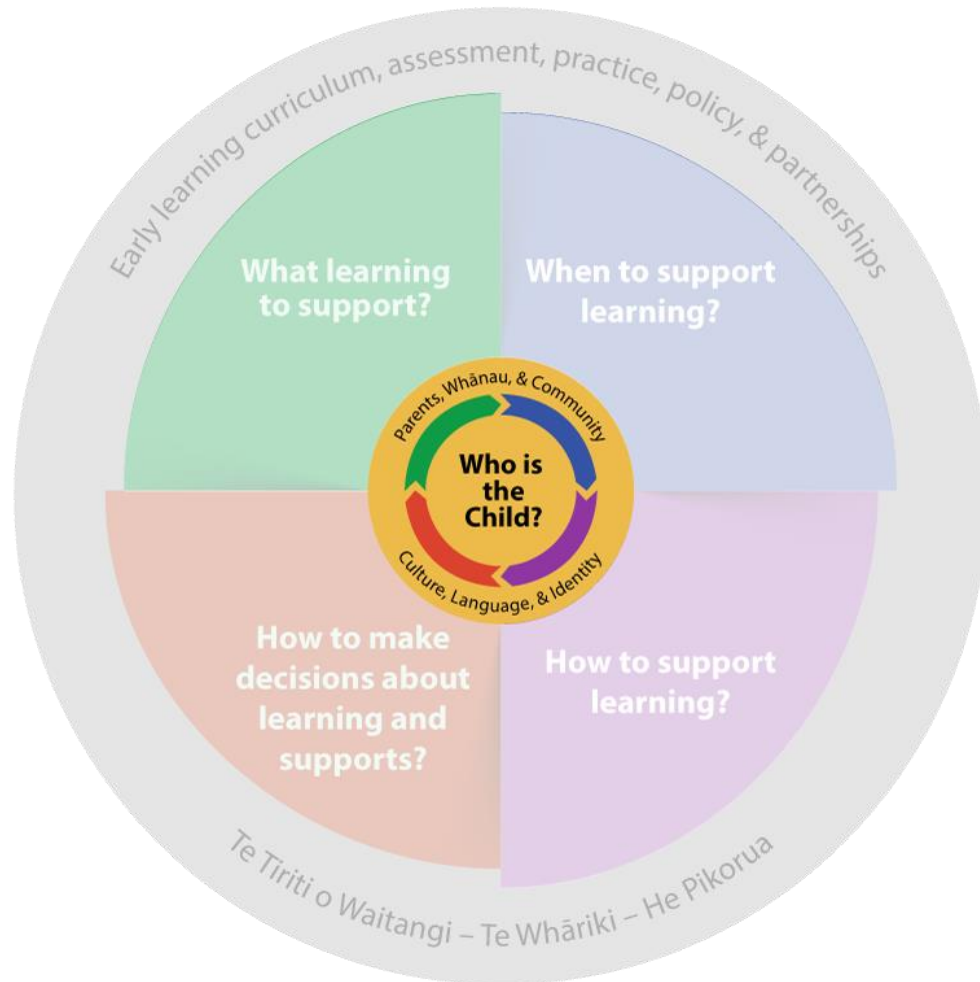 Early learning curriculum, assessment, practice, policy, & partnerships
What learning
to support?
When to support
learning?
Parents, Whānau, & Community
Who is
the
Child?
Culture, Language, & Identity
How to make
decisions about
learning and
supports?
How to support
learning?
Te Tiriti o Waitangi – Te Whāriki – He Pikorua